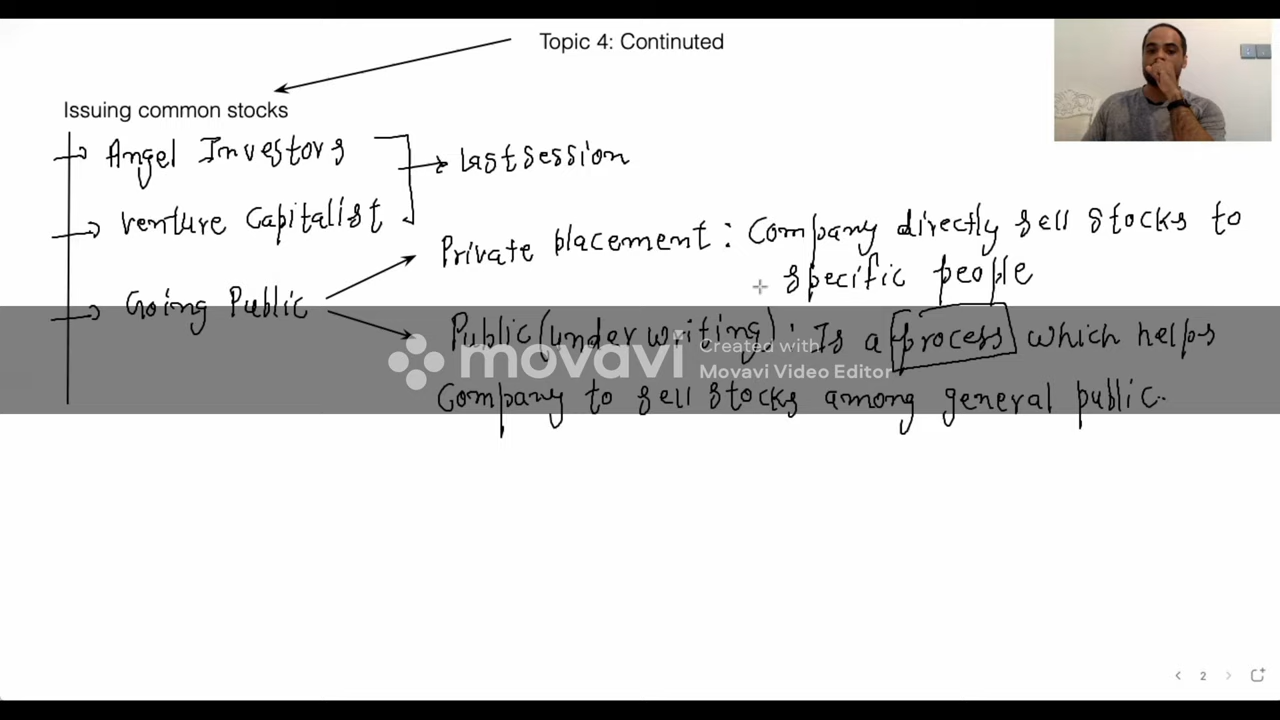 Topic 4: Continuted
Issuing common stocks
Angel Investors
Last session
Venture Capitalist
Private placement: Company directly sell stocks to
specific people
Going Public
Public (underwriting): Is a process which helps
Company to sell stocks among general public.
movavi
Created with
Movavi Video Editor
2